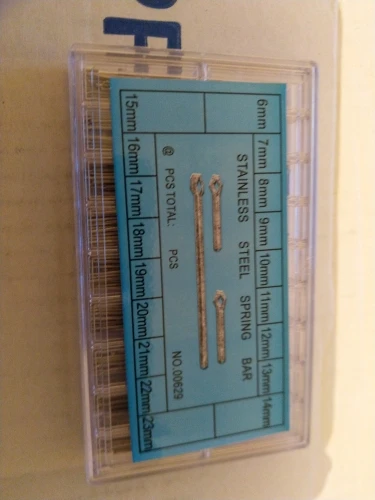 6mm 7mm 8mm 9mm 10mm 11mm 12mm 13mm 14mm
STAINLESS STEEL SPRING BAR
@ PCS TOTAL: PCS NO.00629
15mm 16mm 17mm 18mm 19mm 20mm 21mm 22mm 23mm